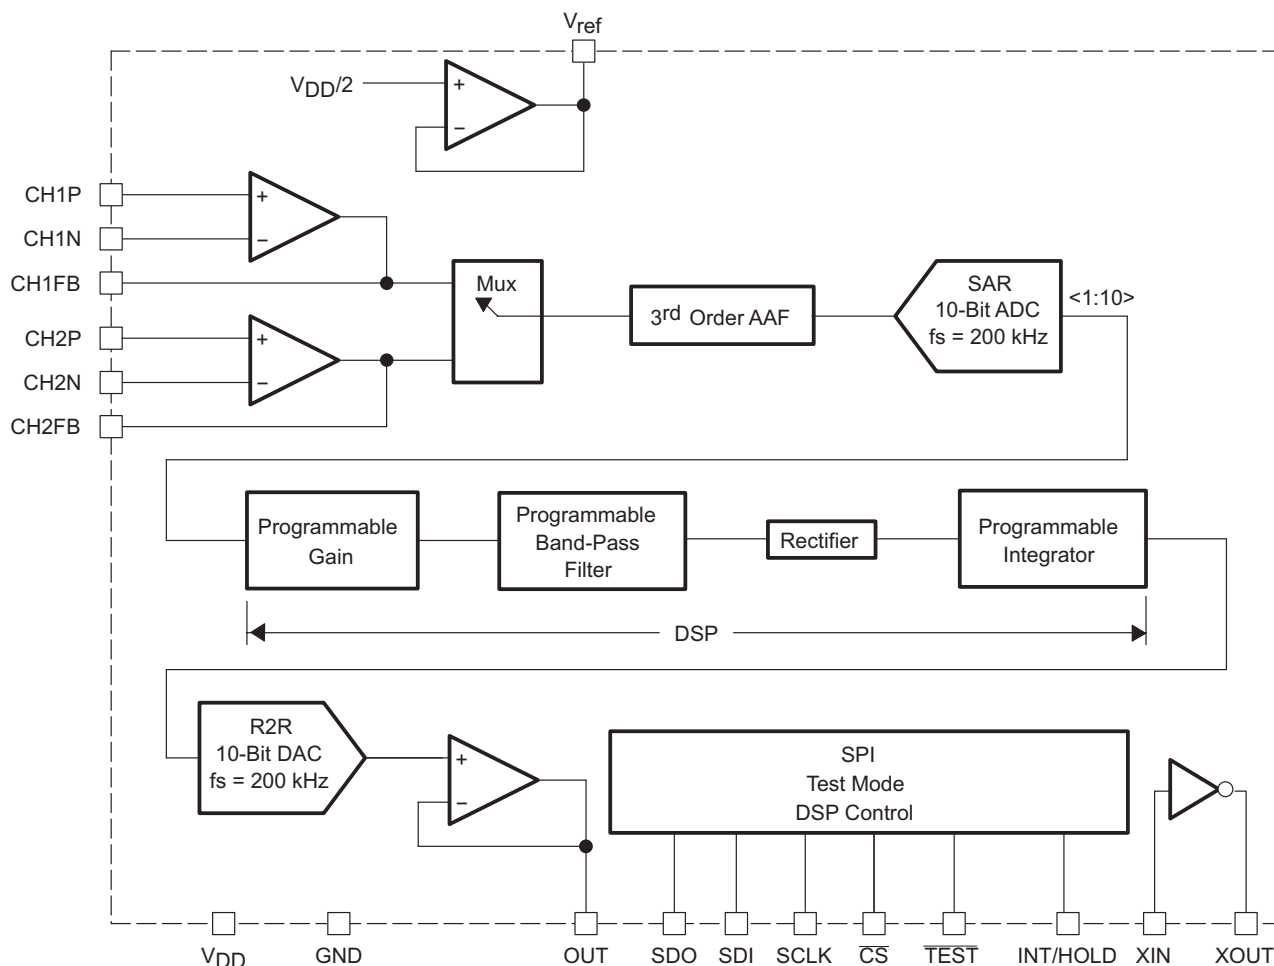 Vref
VDD/2
+
−
CH1P
+
CH1N
−
CH1FB
Mux
SAR
10-Bit ADC
fs = 200 kHz
<1:10>
3rd Order AAF
CH2P
+
CH2N
−
CH2FB
Programmable
Gain
Programmable
Band-Pass
Filter
Rectifier
Programmable
Integrator
DSP
R2R
10-Bit DAC
fs = 200 kHz
+
−
SPI
Test Mode
DSP Control
VDD
GND
OUT
SDO
SDI
SCLK
CS
TEST
INT/HOLD
XIN
XOUT